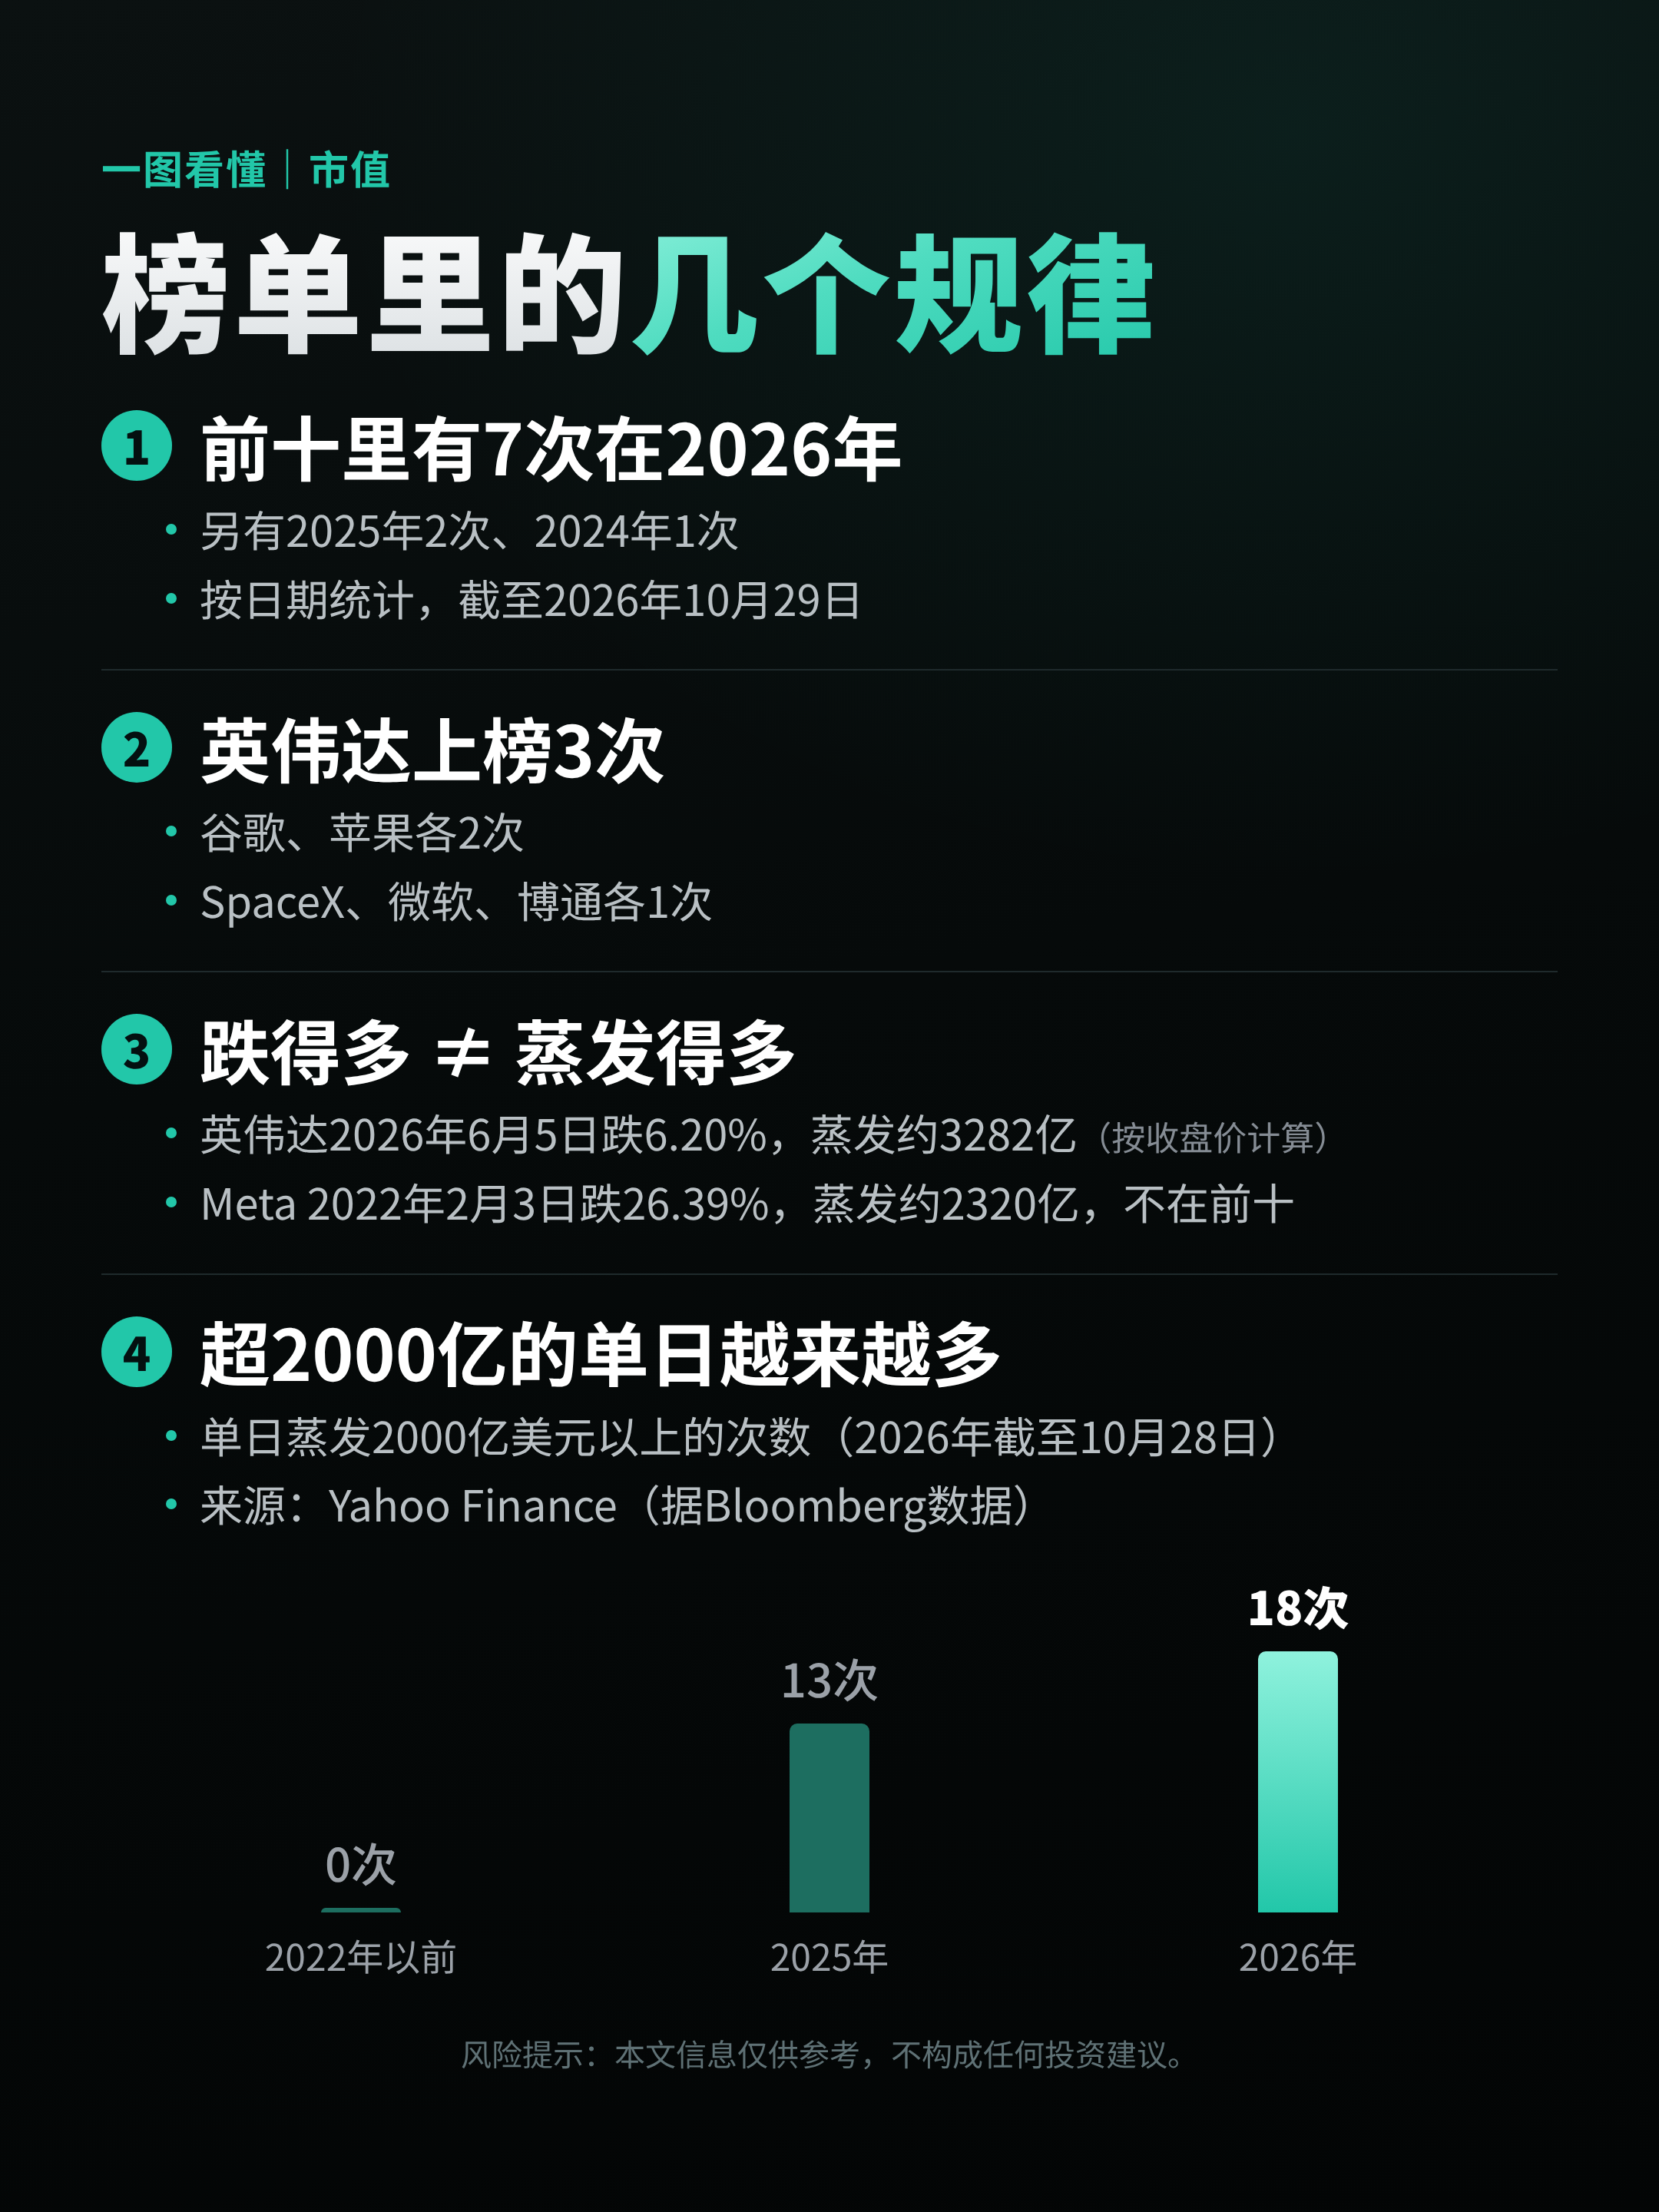 一图看懂｜市值
榜单里的几个规律
1 前十里有7次在2026年
• 另有2025年2次、2024年1次
• 按日期统计，截至2026年10月29日
2 英伟达上榜3次
• 谷歌、苹果各2次
• SpaceX、微软、博通各1次
3 跌得多 ≠ 蒸发得多
• 英伟达2026年6月5日跌6.20%，蒸发约3282亿（按收盘价计算）
• Meta 2022年2月3日跌26.39%，蒸发约2320亿，不在前十
4 超2000亿的单日越来越多
• 单日蒸发2000亿美元以上的次数（2026年截至10月28日）
• 来源：Yahoo Finance（据Bloomberg数据）
0次
13次
18次
2022年以前
2025年
2026年
风险提示：本文信息仅供参考，不构成任何投资建议。